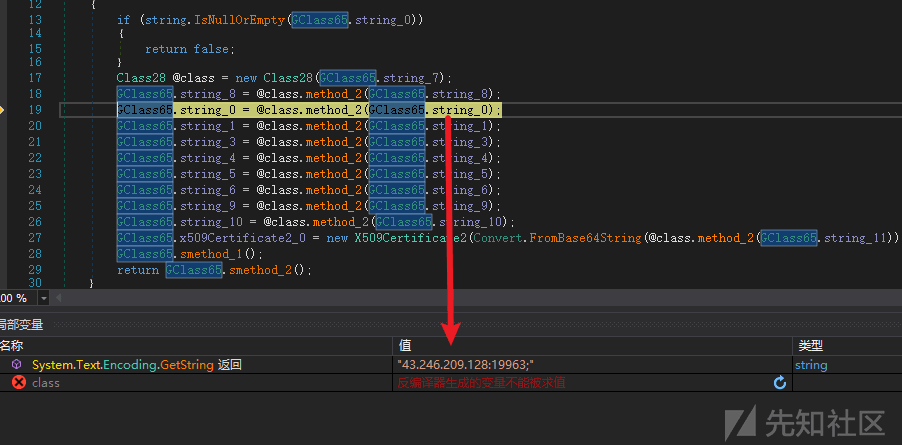 12 {
13 if (string.IsNullOrEmpty(GClass65.string_0))
14 {
15 return false;
16 }
17 Class28 @class = new Class28(GClass65.string_7);
18 GClass65.string_8 = @class.method_2(GClass65.string_8);
19 GClass65.string_0 = @class.method_2(GClass65.string_0);
20 GClass65.string_1 = @class.method_2(GClass65.string_1);
21 GClass65.string_3 = @class.method_2(GClass65.string_3);
22 GClass65.string_4 = @class.method_2(GClass65.string_4);
23 GClass65.string_5 = @class.method_2(GClass65.string_5);
24 GClass65.string_6 = @class.method_2(GClass65.string_6);
25 GClass65.string_9 = @class.method_2(GClass65.string_9);
26 GClass65.string_10 = @class.method_2(GClass65.string_10);
27 GClass65.x509Certificate2_0 = new X509Certificate2(Convert.FromBase64String(@class.method_2(GClass65.string_11))
28 GClass65.smethod_1();
29 return GClass65.smethod_2();
30 }
00 %
局部变量
名称 值 类型
System.Text.Encoding.GetString 返回 "43.246.209.128:19963;" string
class 反编译器生成的变量不能被求值
先知社区